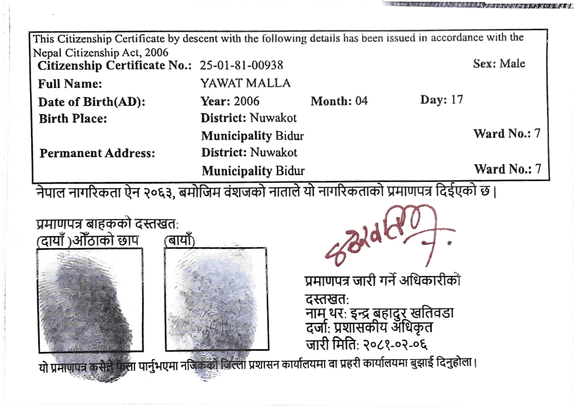 This Citizenship Certificate by descent with the following details has been issued in accordance with the
Nepal Citizenship Act, 2006
Citizenship Certificate No.: 25-01-81-00938 Sex: Male
Full Name: YAWAT MALLA
Date of Birth(AD): Year: 2006 Month: 04 Day: 17
Birth Place: District: Nuwakot
Municipality Bidur Ward No.: 7
Permanent Address: District: Nuwakot
Municipality Bidur Ward No.: 7
नेपाल नागरिकता ऐन २०६३, बमोजिम वंशजको नाताले यो नागरिकताको प्रमाणपत्र दिईएको छ।
प्रमाणपत्र बाहकको दस्तखत:
(दायाँ)औंठाको छाप (बायाँ)
प्रमाणपत्र जारी गर्ने अधिकारीको
दस्तखत:
नाम थर: इन्द्र बहादुर खतिवडा
दर्जा: प्रशासकीय अधिकृत
जारी मिति: २०८१-०२-०६
यो प्रमाणपत्र कसैले फेला पार्नुभएमा नजिकको जिल्ला प्रशासन कार्यालयमा वा प्रहरी कार्यालयमा बुझाई दिनुहोला।